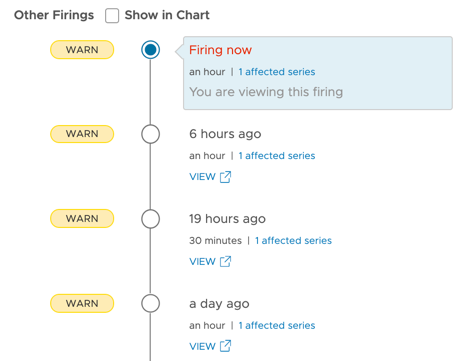 Other Firings Show in Chart
WARN Firing now
an hour | 1 affected series
You are viewing this firing
WARN 6 hours ago
an hour | 1 affected series
VIEW
WARN 19 hours ago
30 minutes | 1 affected series
VIEW
WARN a day ago
an hour | 1 affected series
VIEW